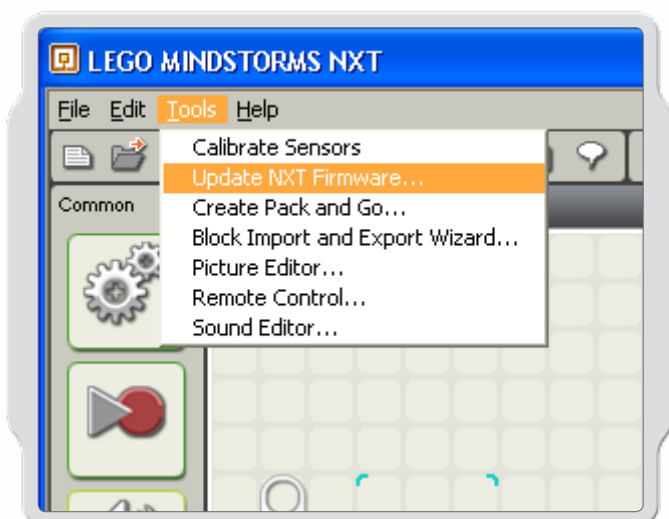 LEGO MINDSTORMS NXT
File Edit Tools Help
Calibrate Sensors
Update NXT Firmware...
Common
Create Pack and Go...
Block Import and Export Wizard...
Picture Editor...
Remote Control...
Sound Editor...